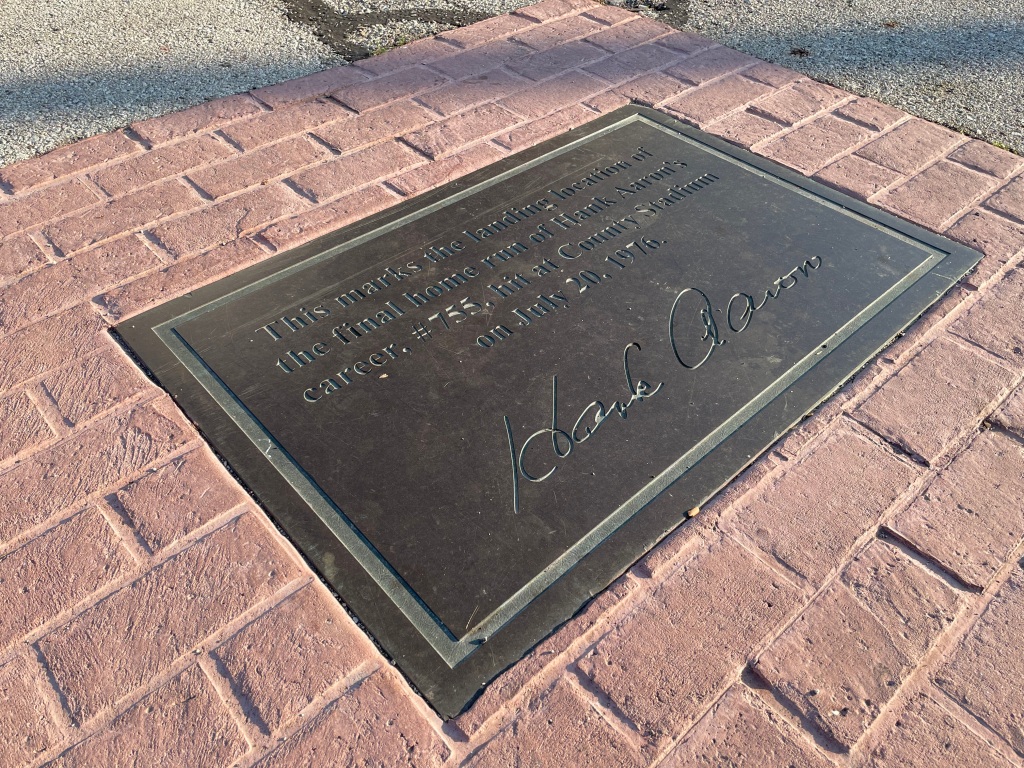 This marks the landing location of
the final home run of Hank Aaron's
career, #755, hit at County Stadium
on July 20, 1976.
Hank Aaron